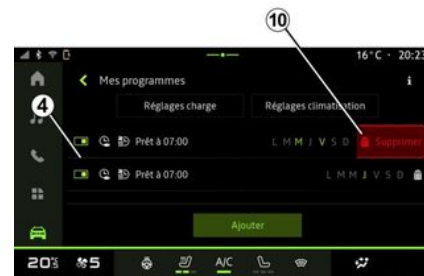 10
16°C · 20:23
Mes programmes
i
4
Réglages charge
Réglages climatisation
Prêt à 07:00
L M M J V S D
Supprimer
Prêt à 07:00
L M M J V S D
Ajouter
20°c
5
A/C